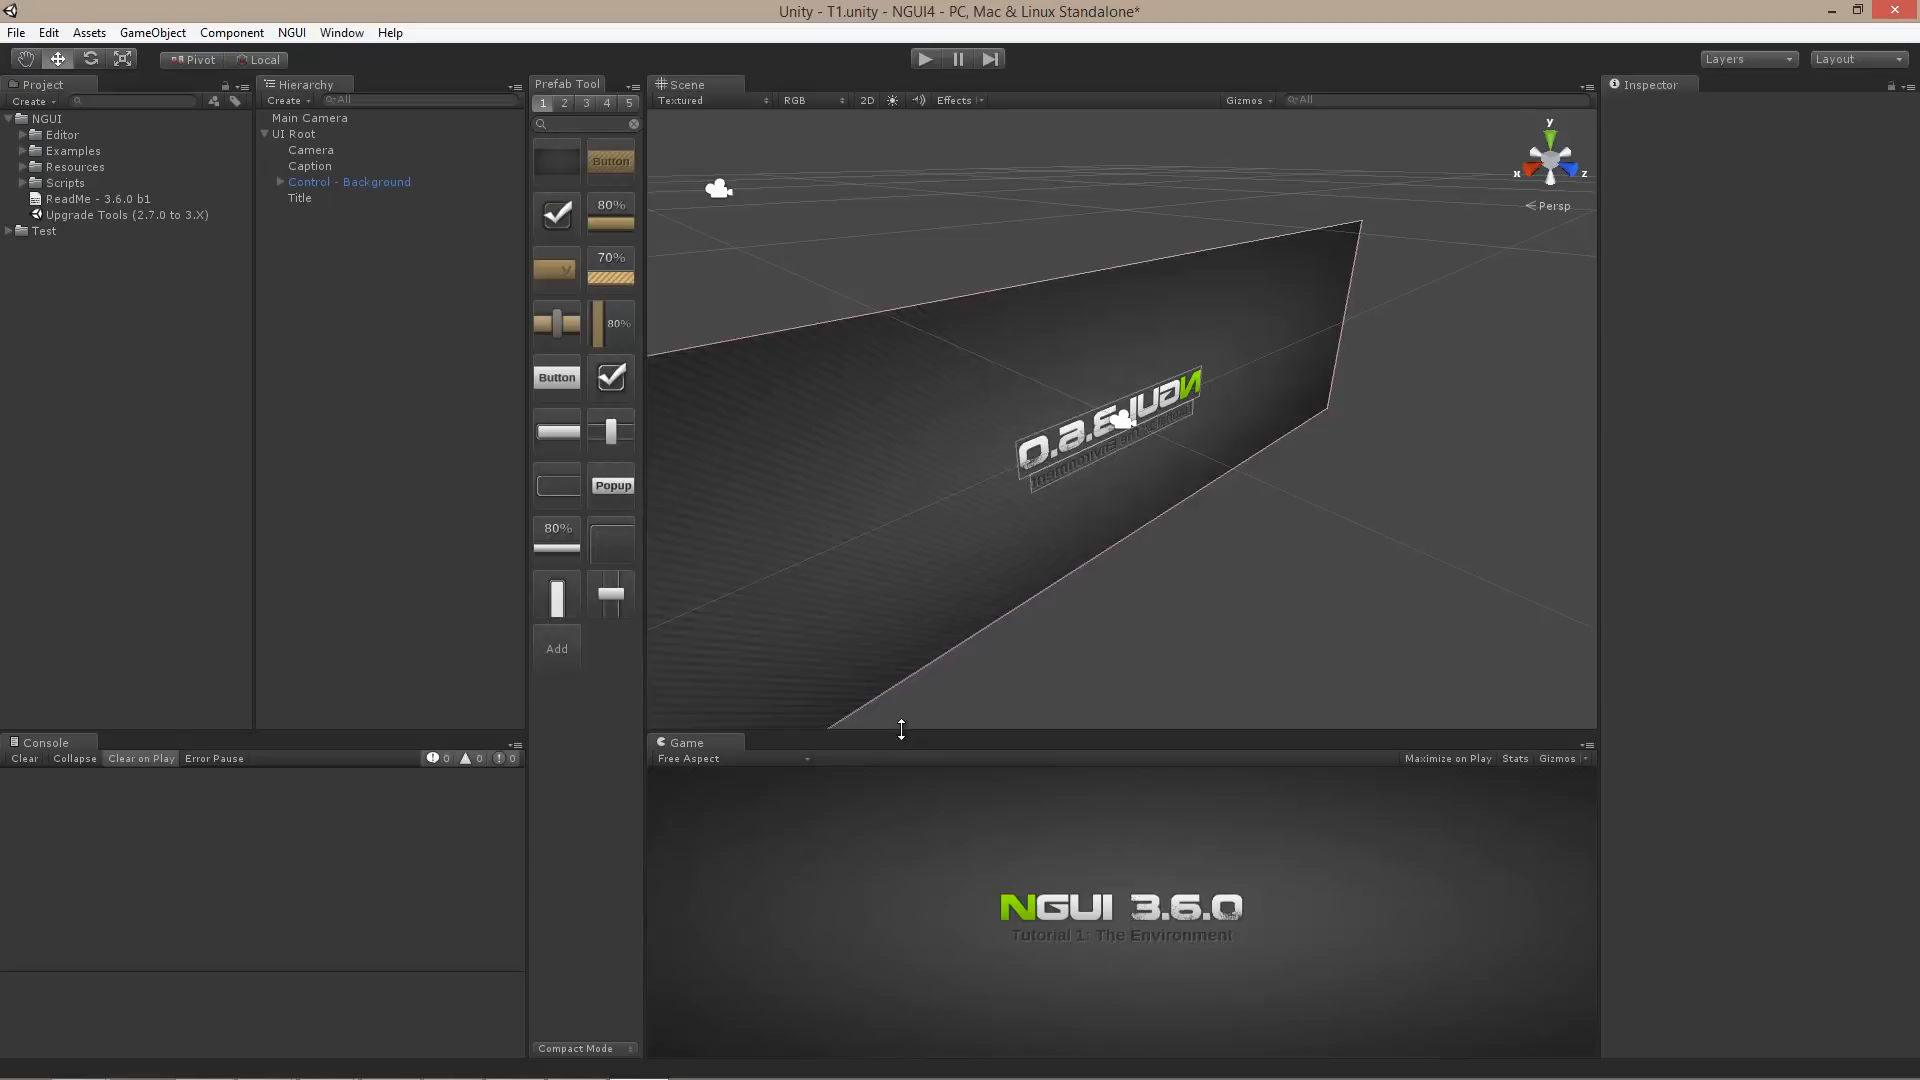 Unity - T1.unity - NGUI4 - PC, Mac & Linux Standalone*
File Edit Assets GameObject Component NGUI Window Help
Pivot Local Layers Layout
Project Hierarchy Prefab Tool Scene Inspector
Create Create All 1 2 3 4 5 Textured RGB 2D Effects Gizmos All
NGUI
Editor
Examples
Resources
Scripts
ReadMe - 3.6.0 b1
Upgrade Tools (2.7.0 to 3.X)
Test
Main Camera
UI Root
Camera
Caption
Control - Background
Title
Button
80%
70%
80%
Button
Popup
80%
Add
Compact Mode
y
x z
Persp
NGUI 3.6.0
Console
Clear Collapse Clear on Play Error Pause 0 0 0
Game
Free Aspect Maximize on Play Stats Gizmos
NGUI 3.6.0
Tutorial 1: The Environment